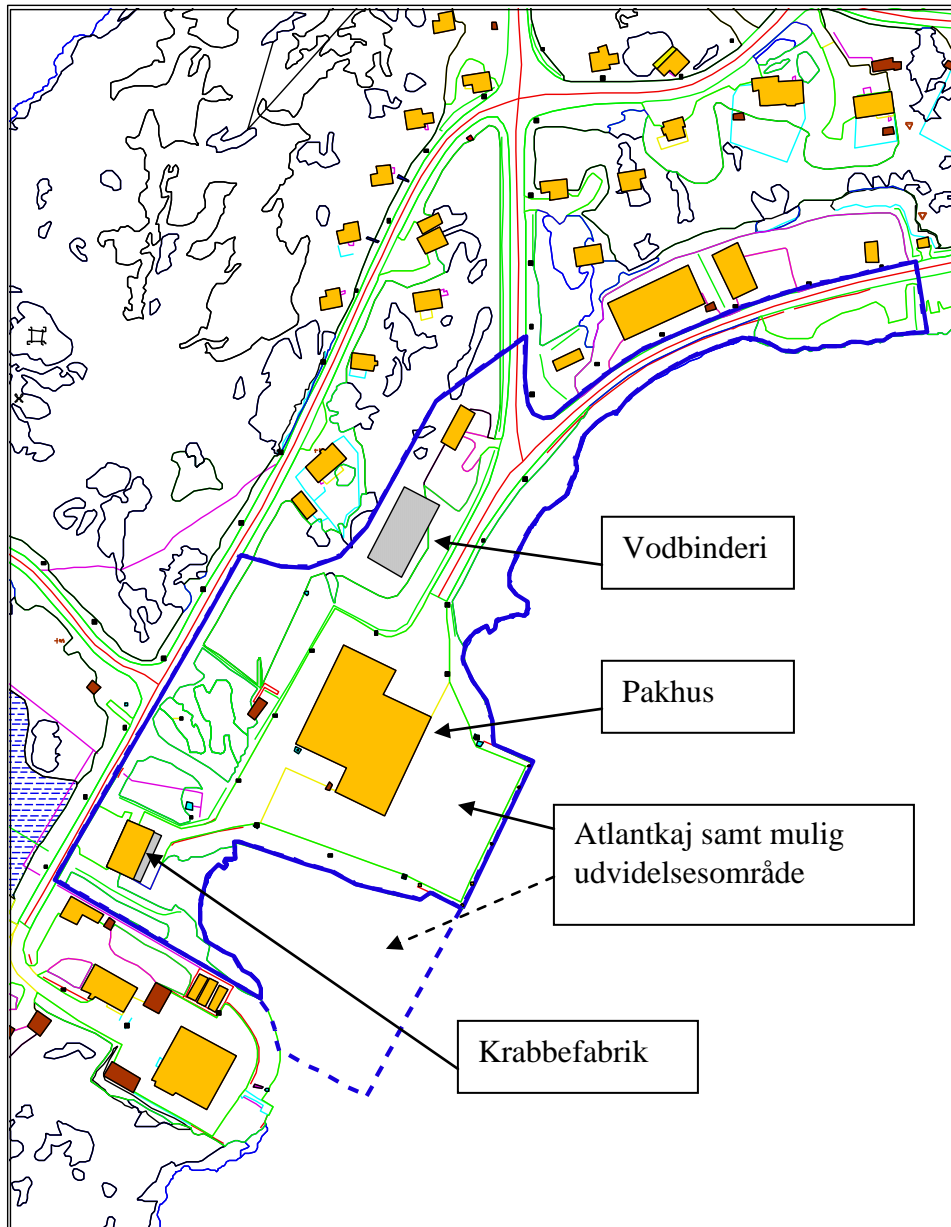 Vodbinderi
Pakhus
Atlantkaj samt mulig
udvidelsesområde
Krabbefabrik